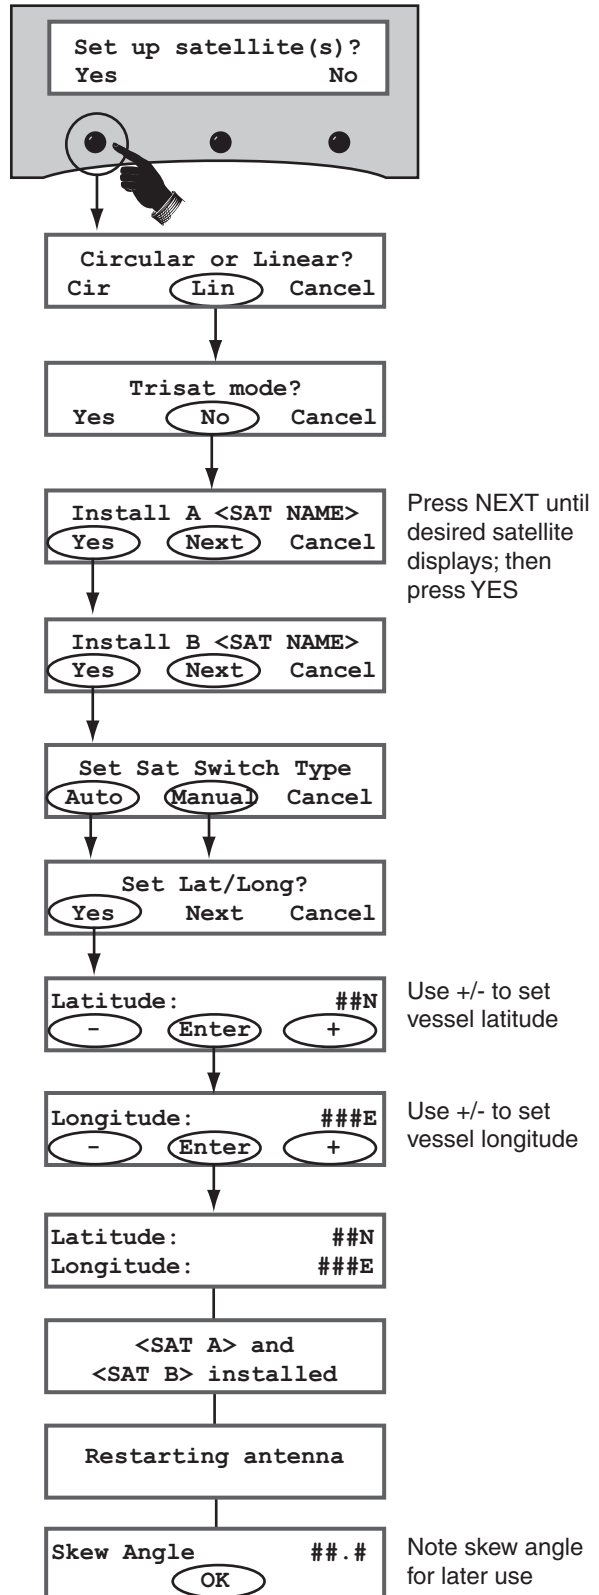 Set up satellite(s)?
Yes No
Circular or Linear?
Cir Lin Cancel
Trisat mode?
Yes No Cancel
Install A <SAT NAME>
Yes Next Cancel
Press NEXT until
desired satellite
displays; then
press YES
Install B <SAT NAME>
Yes Next Cancel
Set Sat Switch Type
Auto Manual Cancel
Set Lat/Long?
Yes Next Cancel
Latitude: ##N
- Enter +
Use +/- to set
vessel latitude
Longitude: ###E
- Enter +
Use +/- to set
vessel longitude
Latitude: ##N
Longitude: ###E
<SAT A> and
<SAT B> installed
Restarting antenna
Skew Angle ##.#
OK
Note skew angle
for later use